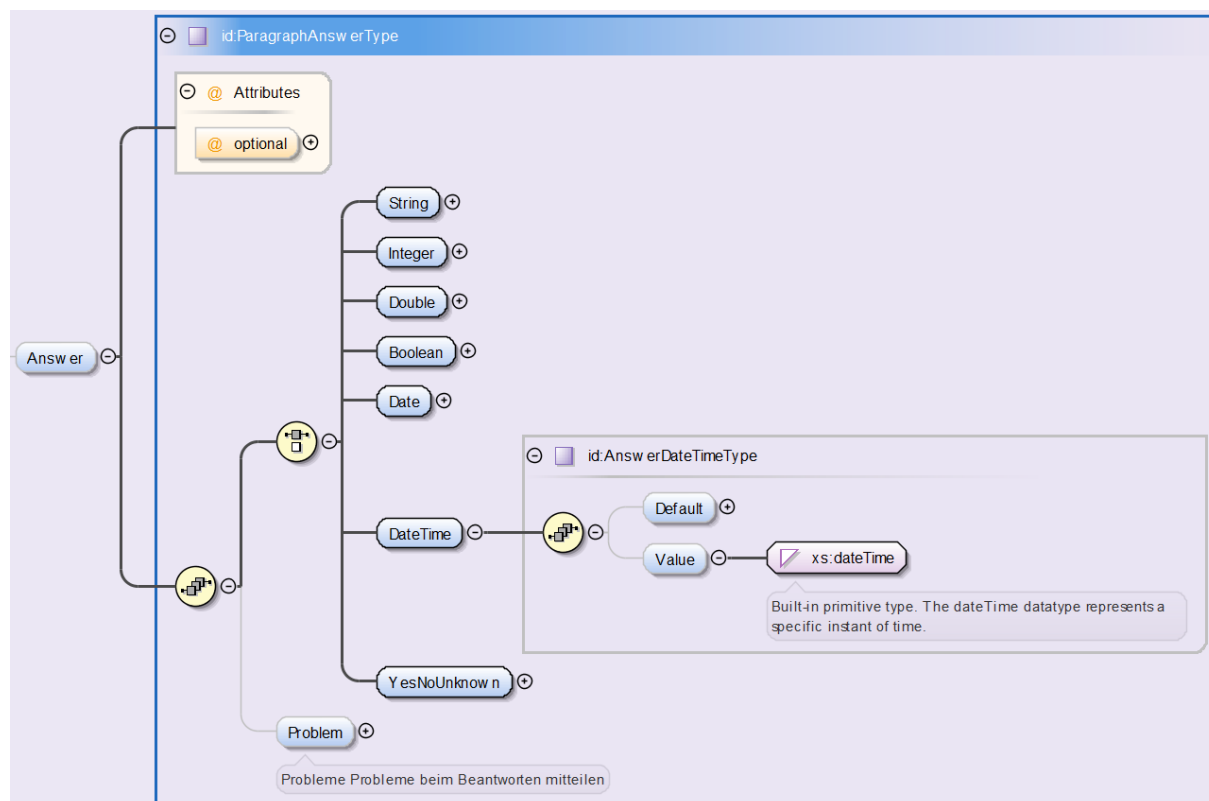 id:ParagraphAnswerType
@ Attributes
@ optional
String
Integer
Double
Boolean
Answer
Date
id:AnswerDateTimeType
Default
DateTime
Value
xs:dateTime
Built-in primitive type. The dateTime datatype represents a
specific instant of time.
YesNoUnknown
Problem
Probleme Probleme beim Beantworten mitteilen